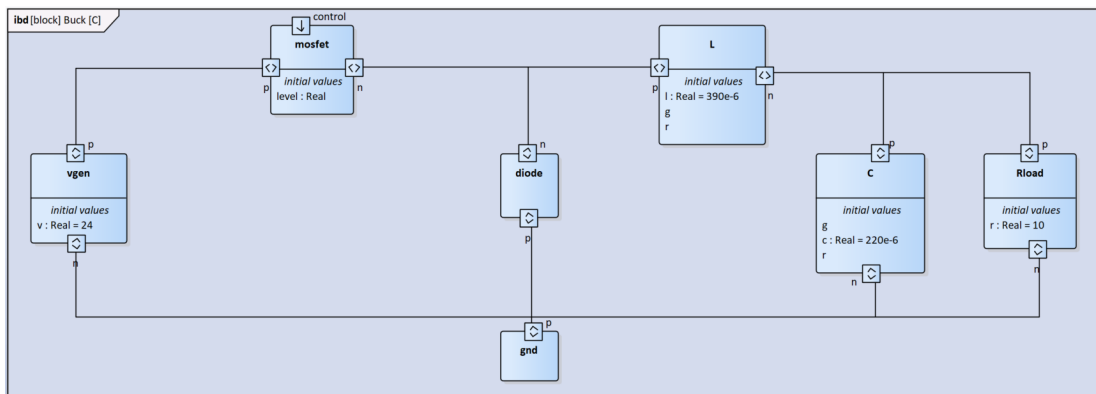 ibd [block] Buck [C]
control
mosfet
p
n
initial values
level : Real
L
p
n
initial values
l : Real = 390e-6
g
r
p
vgen
initial values
v : Real = 24
n
n
diode
p
p
C
initial values
g
c : Real = 220e-6
r
n
p
Rload
initial values
r : Real = 10
n
p
gnd